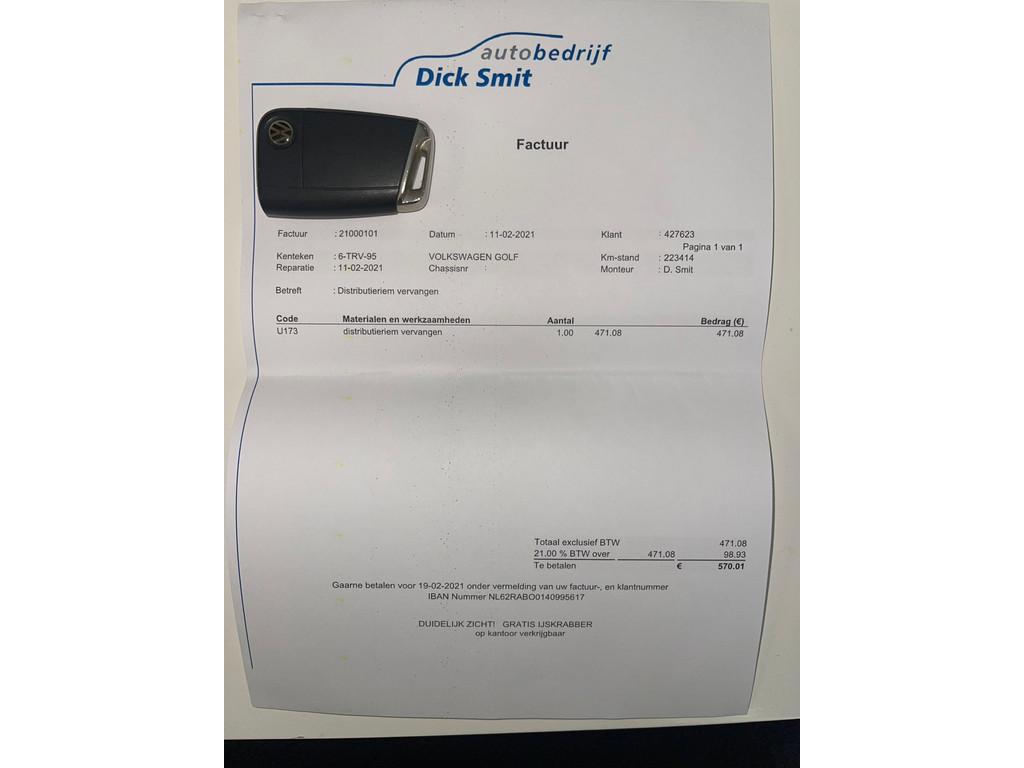 autobedrijf
Dick Smit
Factuur
Factuur : 21000101 Datum : 11-02-2021 Klant : 427623
Pagina 1 van 1
Kenteken : 6-TRV-95 VOLKSWAGEN GOLF Km-stand : 223414
Reparatie : 11-02-2021 Chassisnr : Monteur : D. Smit
Betreft : Distributieriem vervangen
Code Materialen en werkzaamheden Aantal Bedrag (€)
U173 distributieriem vervangen 1.00 471.08 471.08
Totaal exclusief BTW 471.08
21.00 % BTW over 471.08 98.93
Te betalen € 570.01
Gaarne betalen voor 19-02-2021 onder vermelding van uw factuur-, en klantnummer
IBAN Nummer NL62RABO0140995617
DUIDELIJK ZICHT! GRATIS IJSKRABBER
op kantoor verkrijgbaar